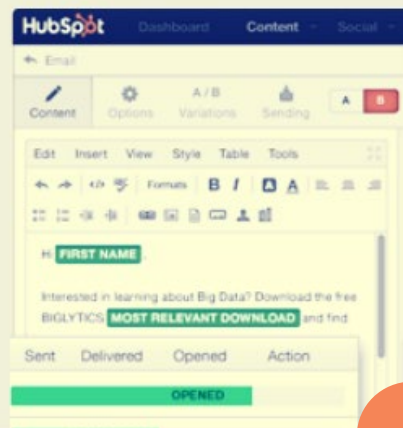 HubSpot Dashboard Content Social
Email
A / B
Content Options Variations Sending A B
Edit Insert View Style Table Tools
Formats B I A A
Hi FIRST NAME ,
Interested in learning about Big Data? Download the free
BIGLYTICS MOST RELEVANT DOWNLOAD and find
Sent Delivered Opened Action
OPENED